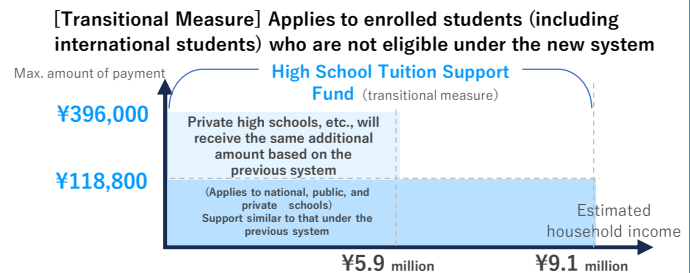 [Transitional Measure] Applies to enrolled students (including
international students) who are not eligible under the new system
Max. amount of payment
High School Tuition Support
Fund (transitional measure)
¥396,000
Private high schools, etc., will
receive the same additional
amount based on the
previous system
¥118,800
(Applies to national, public, and
private schools)
Support similar to that under the
previous system
Estimated
household income
¥5.9 million
¥9.1 million